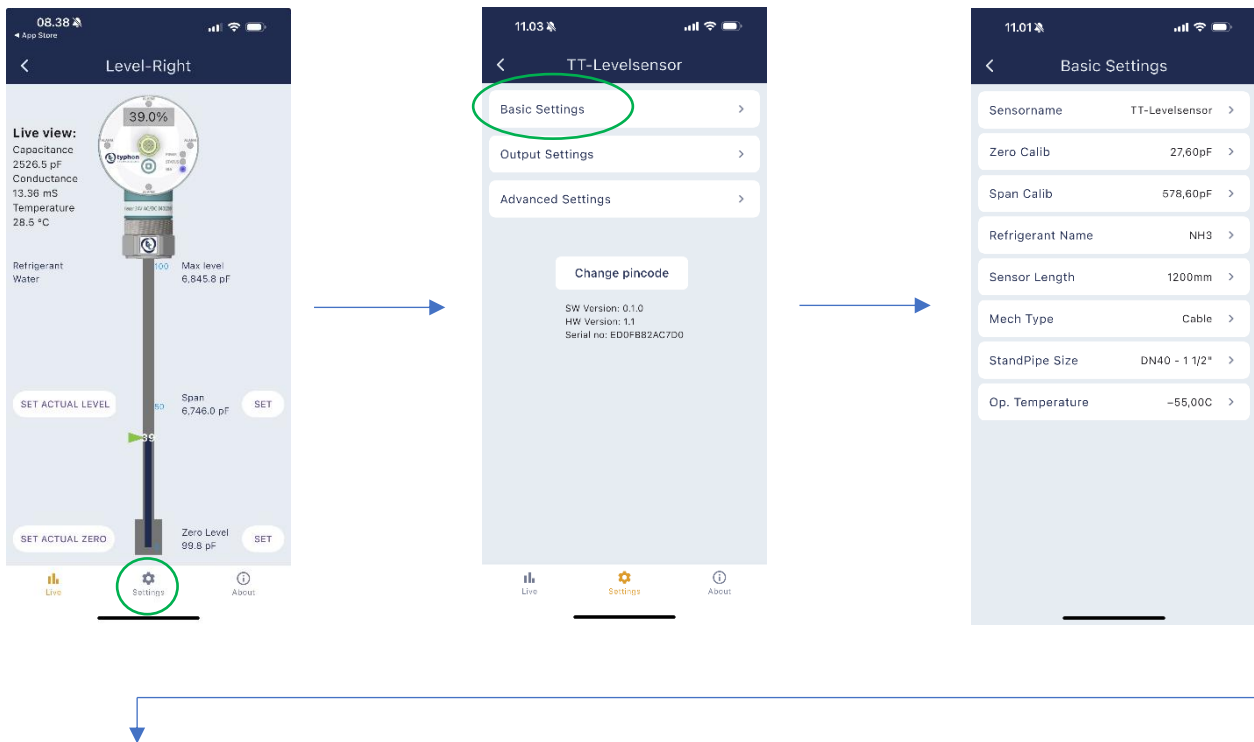 08.38
◄ App Store
Level-Right
39.0%
Live view:
Capacitance
2526.5 pF
Conductance
13.36 mS
Temperature
28.5 °C
typhon
POWER
STATUS
Refrigerant
Water
100
Max level
6,845.8 pF
SET ACTUAL LEVEL
50
Span
6,746.0 pF
SET
39
SET ACTUAL ZERO
Zero Level
99.8 pF
SET
Live
Settings
About
11.03
TT-Levelsensor
Basic Settings
Output Settings
Advanced Settings
Change pincode
SW Version: 0.1.0
HW Version: 1.1
Serial no: ED0FBB2AC7D0
Live
Settings
About
11.01
Basic Settings
Sensorname TT-Levelsensor
Zero Calib 27,60pF
Span Calib 578,60pF
Refrigerant Name NH3
Sensor Length 1200mm
Mech Type Cable
StandPipe Size DN40 - 1 1/2"
Op. Temperature −55,00C